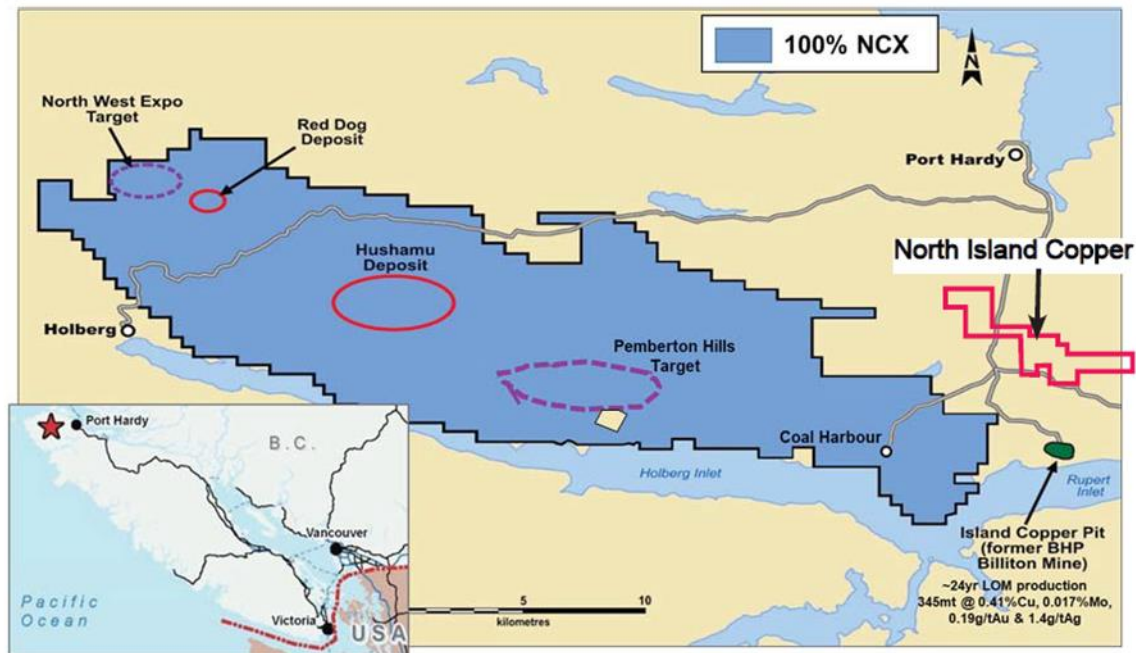 100% NCX
N
North West Expo
Target
Red Dog
Deposit
Port Hardy
Hushamu
Deposit
North Island Copper
Holberg
Pemberton Hills
Target
Coal Harbour
Holberg Inlet
Rupert
Inlet
Island Copper Pit
(former BHP
Billiton Mine)
~24yr LOM production
345mt @ 0.41%Cu, 0.017%Mo,
0.19g/tAu & 1.4g/tAg
Port Hardy
B.C.
Vancouver
Victoria
Pacific
Ocean
USA
5
10
kilometres